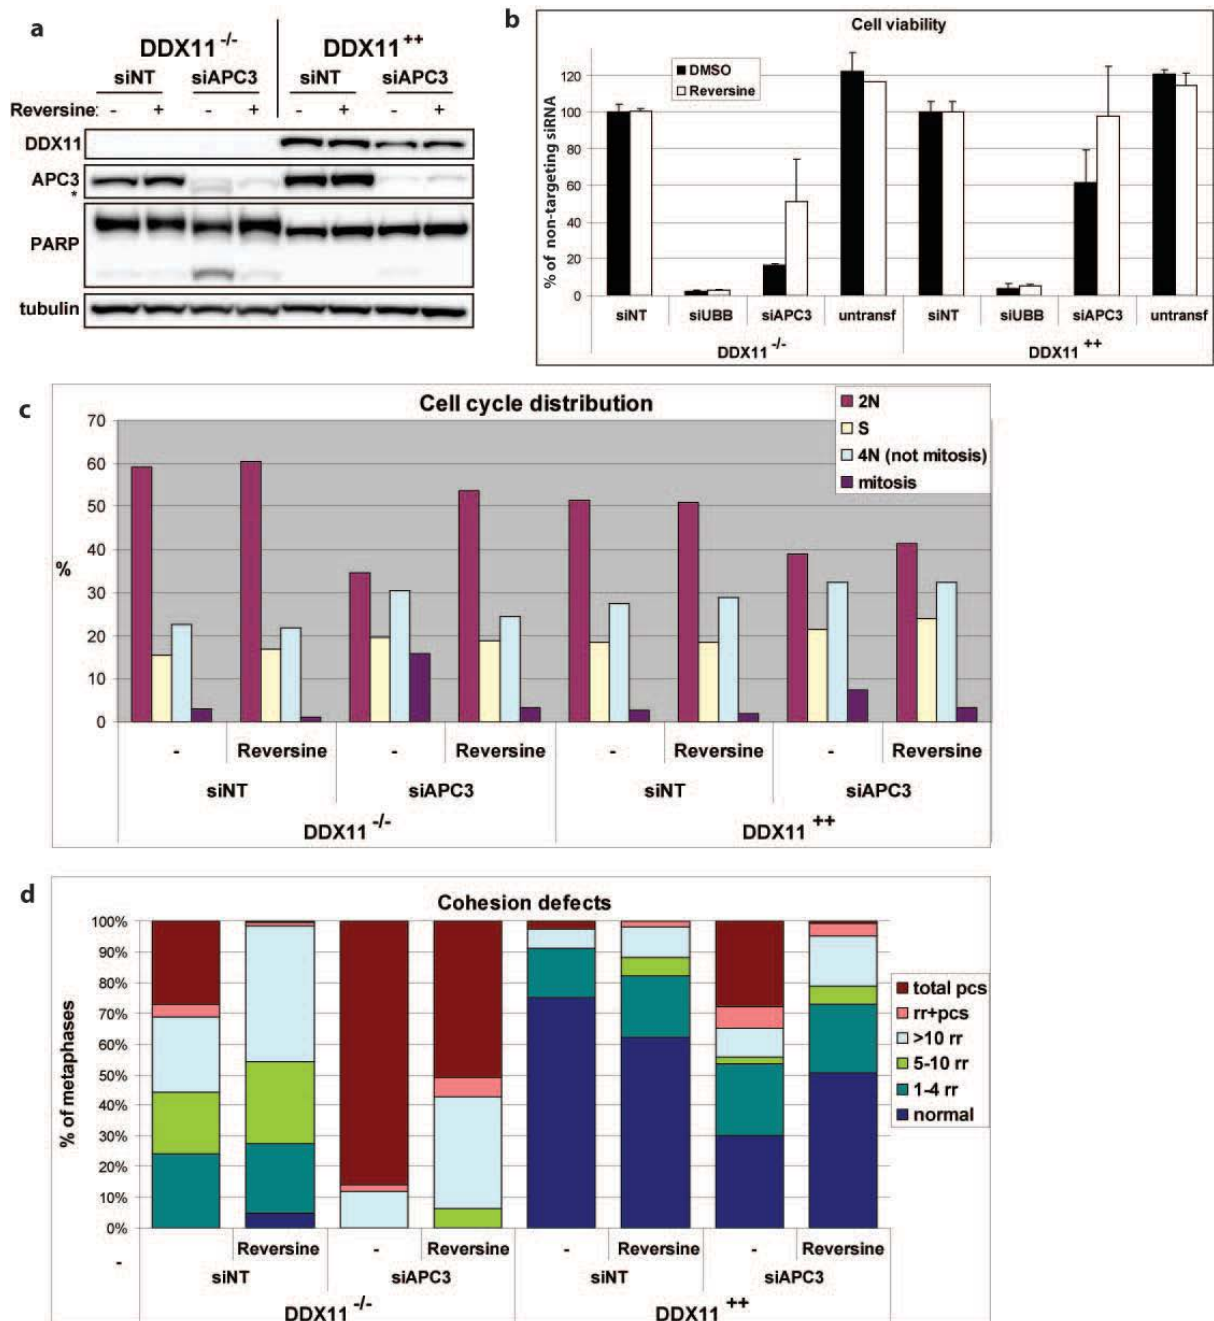 a
DDX11 -/- DDX11 ++
siNT siAPC3 siNT siAPC3
Reversine: - + - + - + - +
DDX11
APC3
*
PARP
tubulin
b
Cell viability
DMSO
Reversine
% of non-targeting siRNA
120
100
80
60
40
20
0
siNT siUBB siAPC3 untransf siNT siUBB siAPC3 untransf
DDX11 -/- DDX11 ++
c
Cell cycle distribution
2N
S
4N (not mitosis)
mitosis
%
70
60
50
40
30
20
10
0
- Reversine - Reversine - Reversine - Reversine
siNT siAPC3 siNT siAPC3
DDX11 -/- DDX11 ++
d
Cohesion defects
% of metaphases
100%
90%
80%
70%
60%
50%
40%
30%
20%
10%
0%
total pcs
rr+pcs
>10 rr
5-10 rr
1-4 rr
normal
- Reversine - Reversine - Reversine - Reversine
siNT siAPC3 siNT siAPC3
DDX11 -/- DDX11 ++